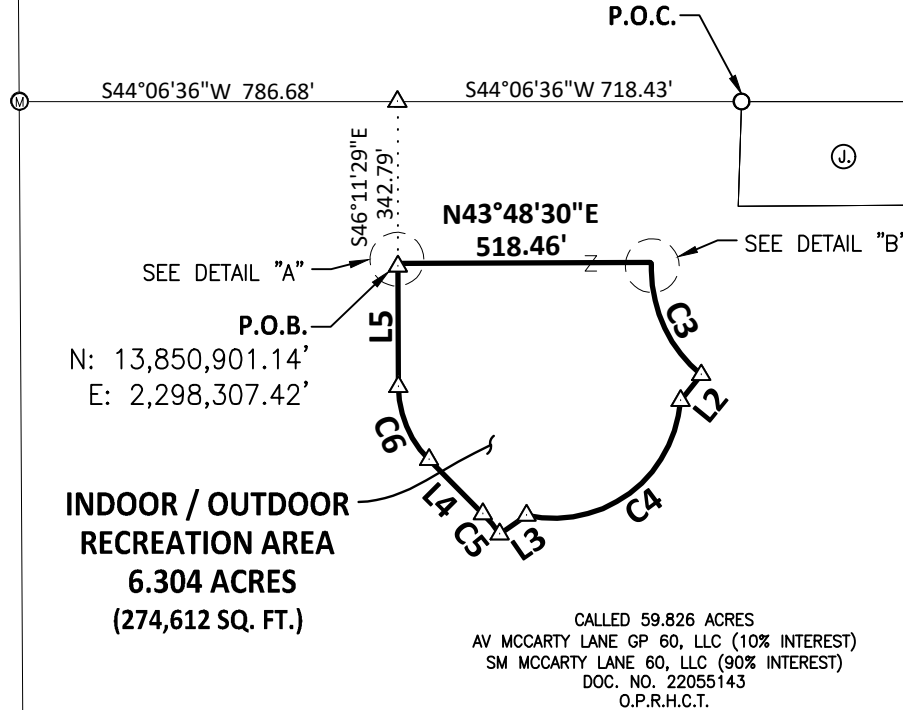 P.O.C.
M
S44°06'36"W 786.68'
S44°06'36"W 718.43'
J.
S46°11'29"E
342.79'
N43°48'30"E
518.46'
SEE DETAIL "A"
SEE DETAIL "B"
P.O.B.
N: 13,850,901.14'
E: 2,298,307.42'
L5
C3
L2
C6
L4
C5
L3
C4
INDOOR / OUTDOOR
RECREATION AREA
6.304 ACRES
(274,612 SQ. FT.)
CALLED 59.826 ACRES
AV MCCARTY LANE GP 60, LLC (10% INTEREST)
SM MCCARTY LANE 60, LLC (90% INTEREST)
DOC. NO. 22055143
O.P.R.H.C.T.